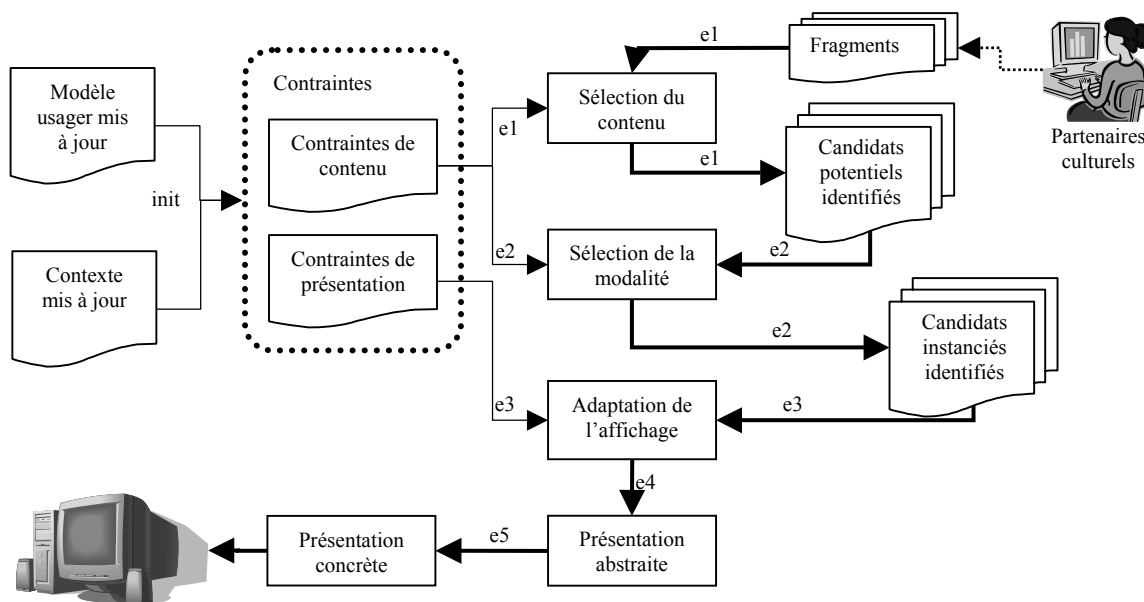 Modèle
usager mis
à jour
init
Contexte
mis à jour
Contraintes
Contraintes de
contenu
Contraintes de
présentation
e1
e2
e3
e1
Fragments
Partenaires
culturels
Sélection du
contenu
e1
Candidats
potentiels
identifiés
e2
Sélection de la
modalité
e2
Candidats
instanciés
identifiés
e3
Adaptation de
l’affichage
e4
Présentation
abstraite
e5
Présentation
concrète